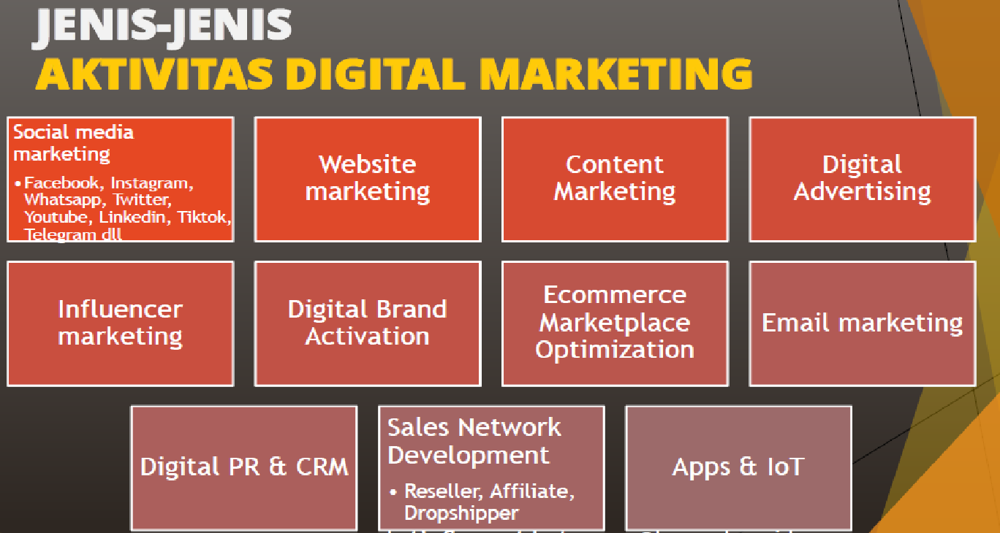 JENIS-JENIS
AKTIVITAS DIGITAL MARKETING
Social media
marketing
• Facebook, Instagram,
Whatsapp, Twitter,
Youtube, Linkedin, Tiktok,
Telegram dll
Website
marketing
Content
Marketing
Digital
Advertising
Influencer
marketing
Digital Brand
Activation
Ecommerce
Marketplace
Optimization
Email marketing
Digital PR & CRM
Sales Network
Development
• Reseller, Affiliate,
Dropshipper
Apps & IoT